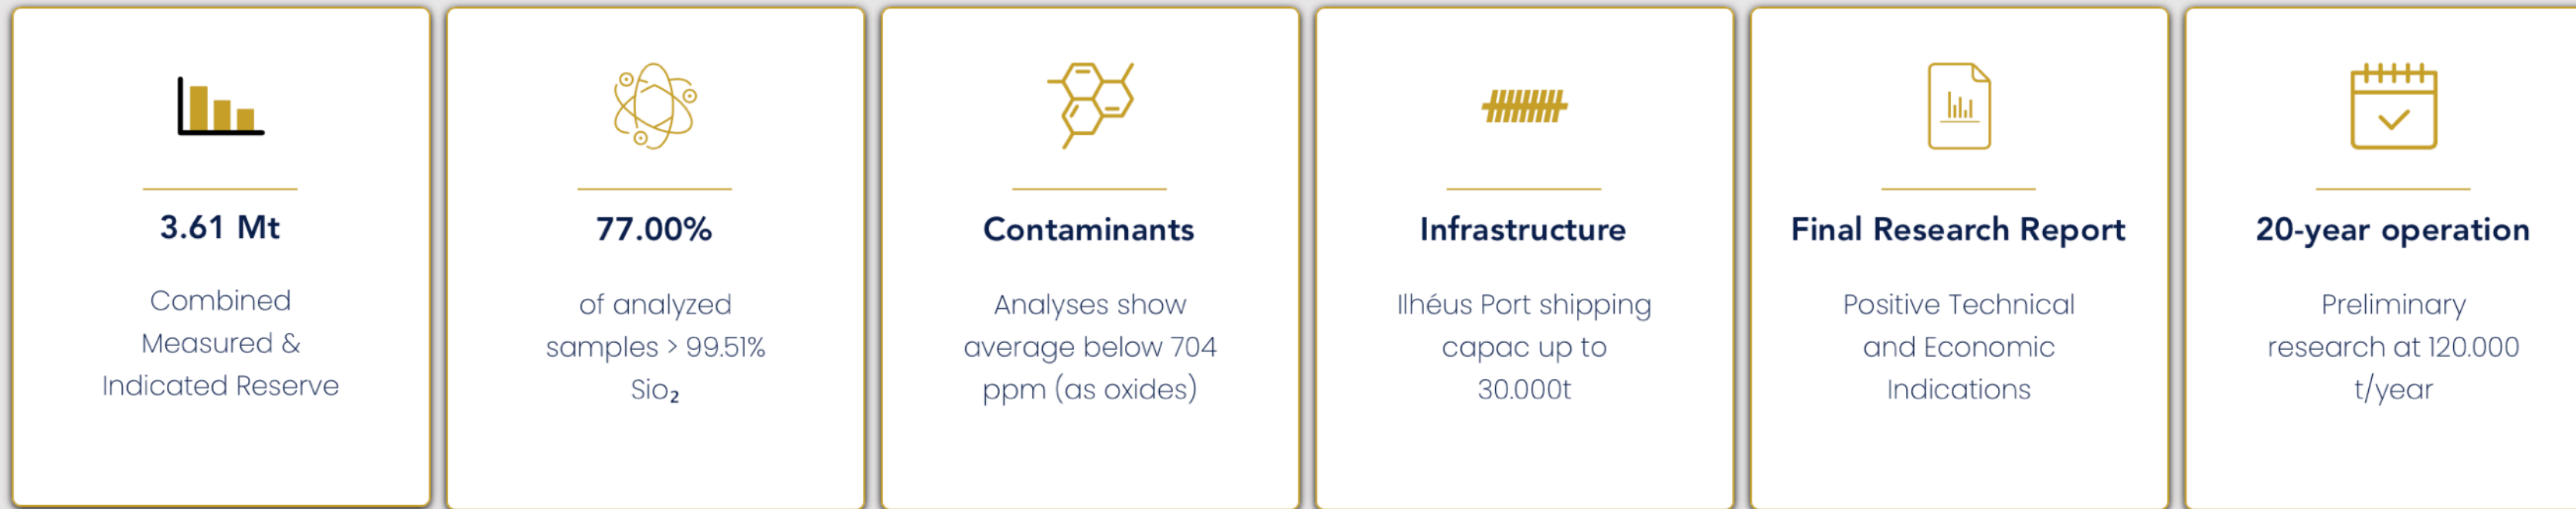 3.61 Mt
Combined
Measured &
Indicated Reserve
77.00%
of analyzed
samples > 99.51%
Sio₂
Contaminants
Analyses show
average below 704
ppm (as oxides)
Infrastructure
Ilhéus Port shipping
capac up to
30.000t
Final Research Report
Positive Technical
and Economic
Indications
20-year operation
Preliminary
research at 120.000
t/year